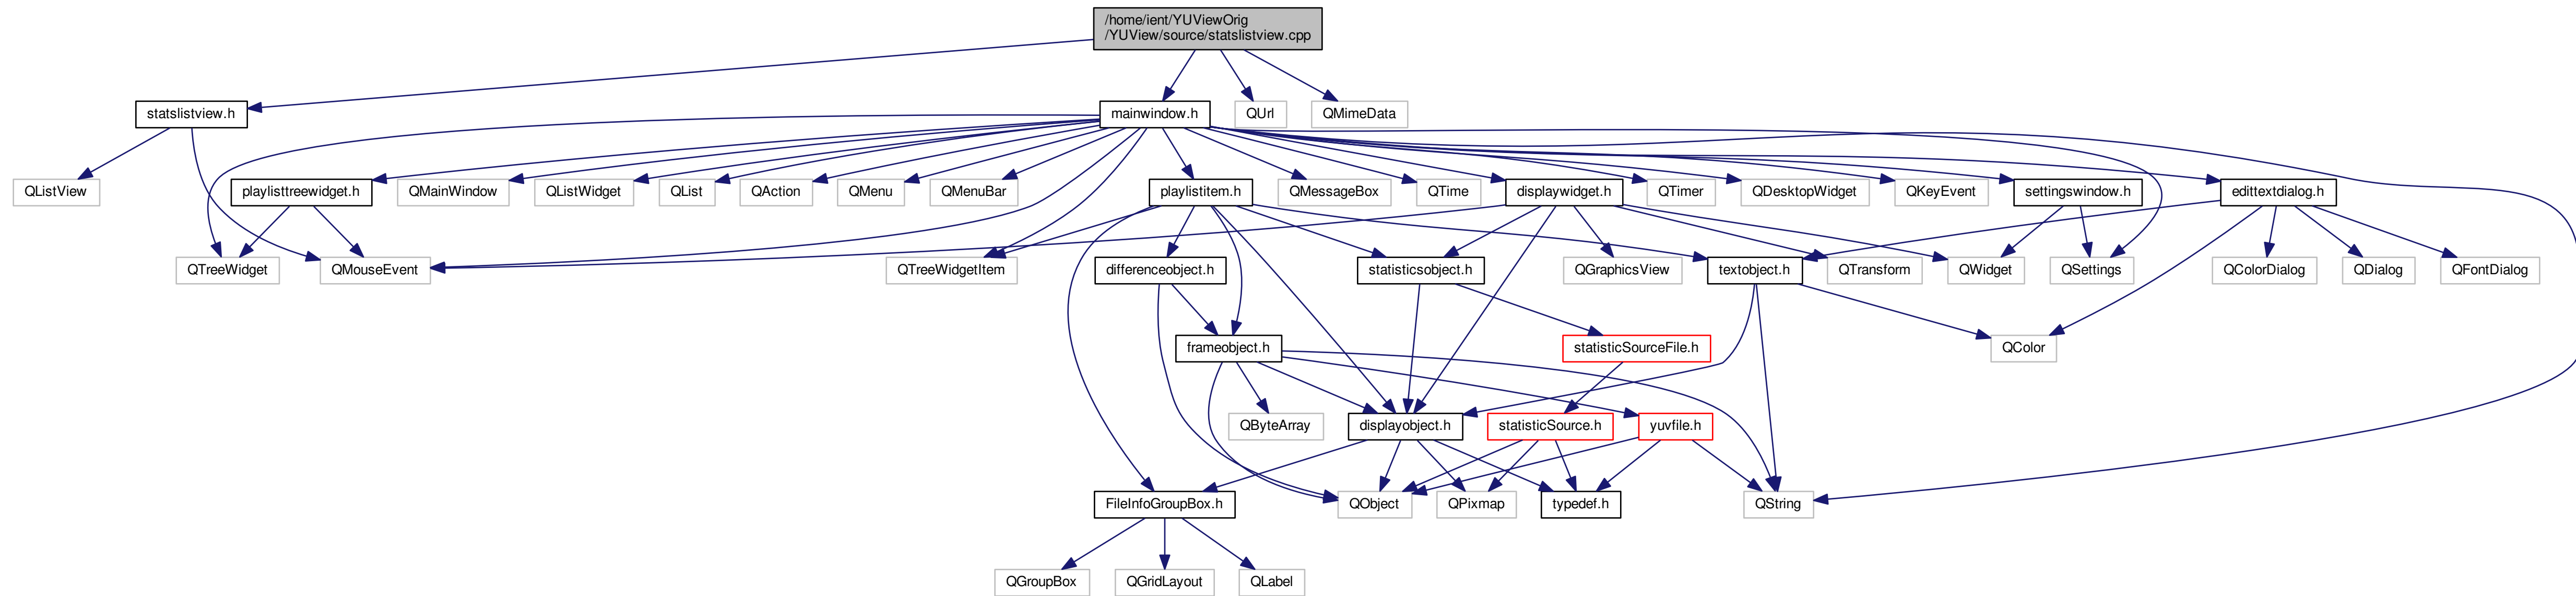 /home/ient/YUViewOrig
/YUView/source/statslistview.cpp
statslistview.h
mainwindow.h
QUrl
QMimeData
QListView
playlisttreewidget.h
QMainWindow
QListWidget
QList
QAction
QMenu
QMenuBar
playlistitem.h
QMessageBox
QTime
displaywidget.h
QTimer
QDesktopWidget
QKeyEvent
settingswindow.h
edittextdialog.h
QTreeWidget
QMouseEvent
QTreeWidgetItem
differenceobject.h
statisticsobject.h
QGraphicsView
textobject.h
QTransform
QWidget
QSettings
QColorDialog
QDialog
QFontDialog
frameobject.h
statisticSourceFile.h
QColor
QByteArray
displayobject.h
statisticSource.h
yuvfile.h
FileInfoGroupBox.h
QObject
QPixmap
typedef.h
QString
QGroupBox
QGridLayout
QLabel